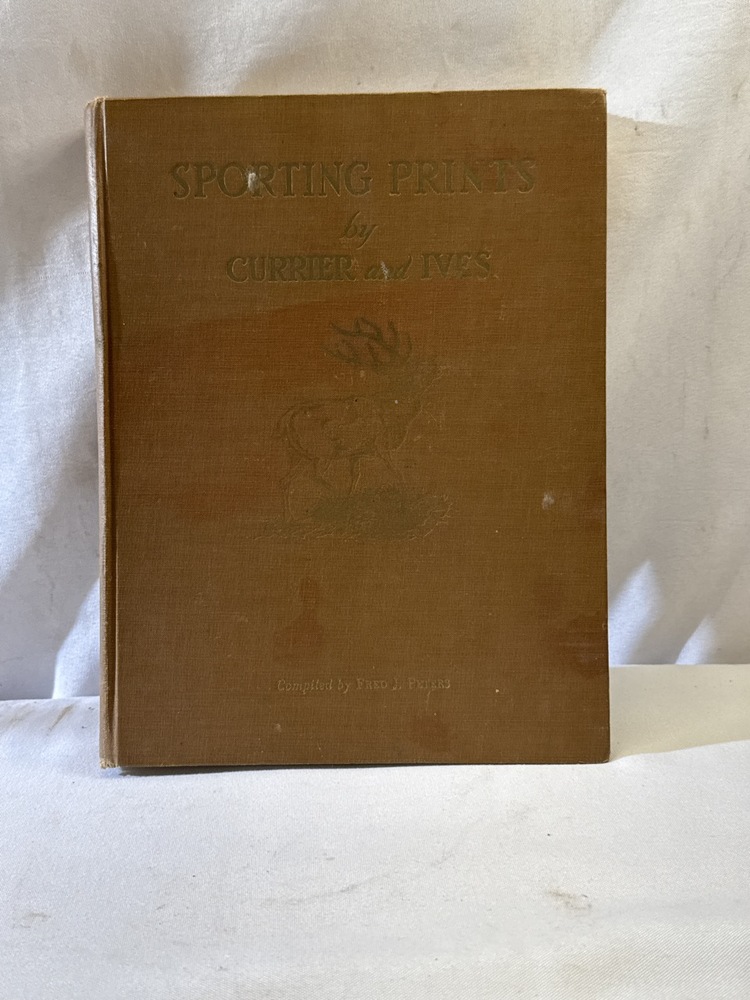 SPORTING PRINTS
by
CURRIER and IVES
Compiled by FRED J. PETERS